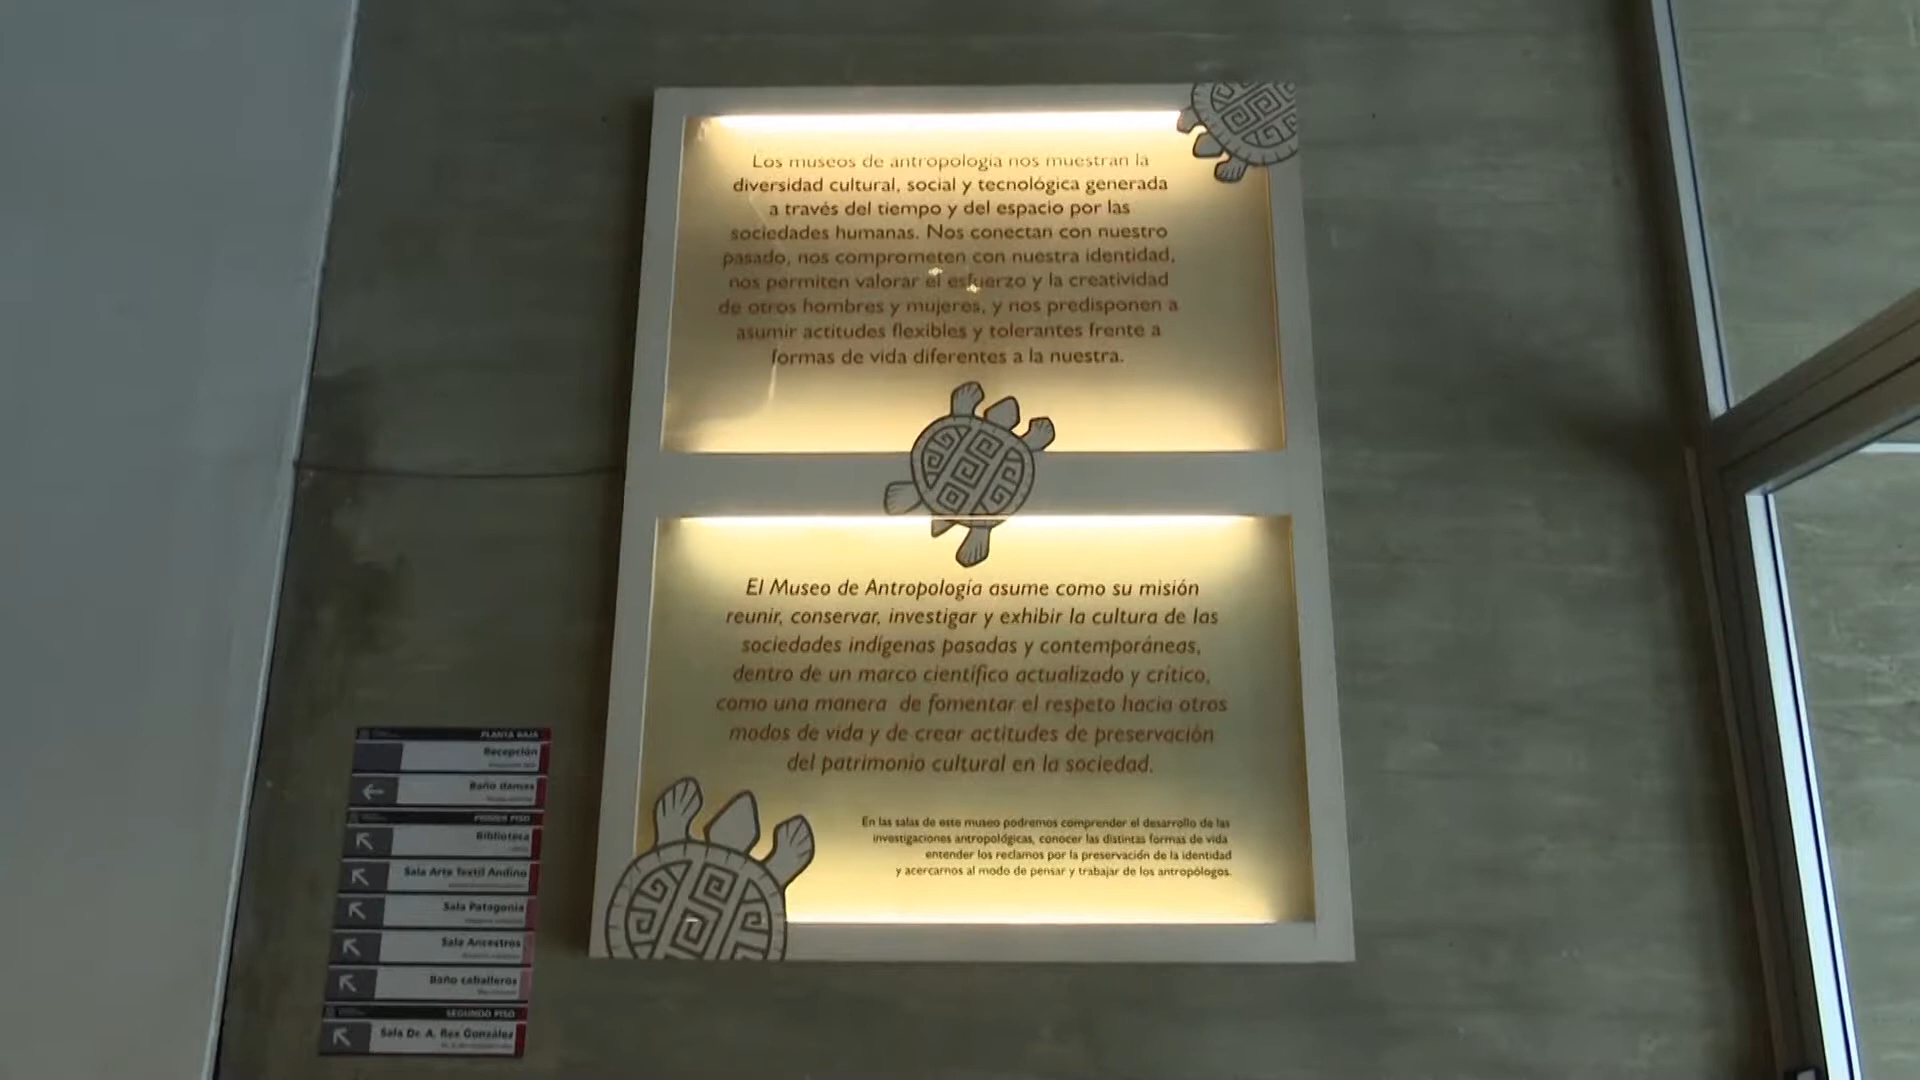 Los museos de antropología nos muestran la
diversidad cultural, social y tecnológica generada
a través del tiempo y del espacio por las
sociedades humanas. Nos conectan con nuestro
pasado, nos comprometen con nuestra identidad,
nos permiten valorar el esfuerzo y la creatividad
de otros hombres y mujeres, y nos predisponen a
asumir actitudes flexibles y tolerantes frente a
formas de vida diferentes a la nuestra.
El Museo de Antropología asume como su misión
reunir, conservar, investigar y exhibir la cultura de las
sociedades indígenas pasadas y contemporáneas,
dentro de un marco científico actualizado y crítico,
como una manera de fomentar el respeto hacia otros
modos de vida y de crear actitudes de preservación
del patrimonio cultural en la sociedad.
En las salas de este museo podremos comprender el desarrollo de las
investigaciones antropológicas, conocer las distintas formas de vida
entender los reclamos por la preservación de la identidad
y acercarnos al modo de pensar y trabajar de los antropólogos.
PLANTA BAJA
Recepción
Baño damas
PRIMER PISO
Biblioteca
Sala Arte Textil Andino
Sala Patagonia
Sala Ancestros
Baño caballeros
SEGUNDO PISO
Sala Dr. A. Rex González